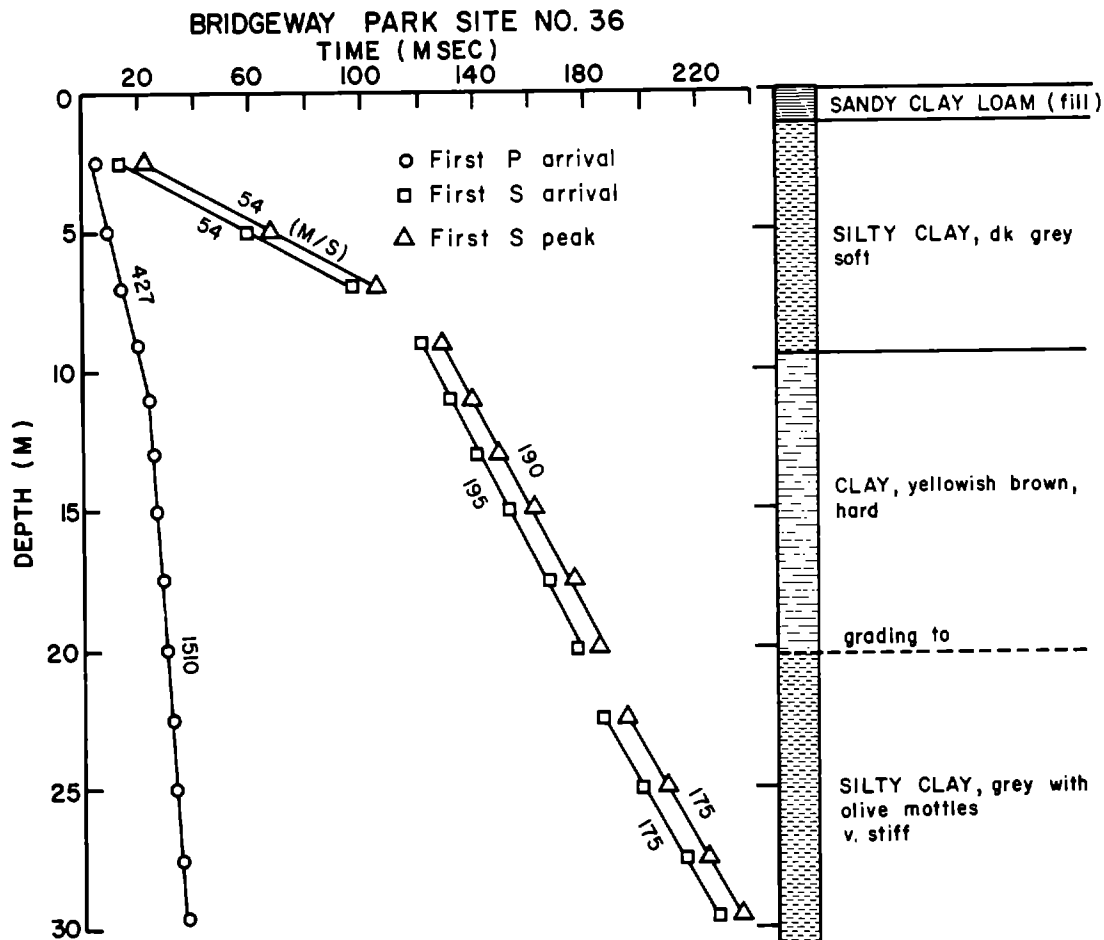 BRIDGEWAY PARK SITE NO. 36
TIME (MSEC)
20 60 100 140 180 220
0
5
10
15
20
25
30
DEPTH (M)
First P arrival
First S arrival
First S peak
54 (M/S)
54
427
1510
190
195
175
175
SANDY CLAY LOAM (fill)
SILTY CLAY, dk grey
soft
CLAY, yellowish brown,
hard
grading to
SILTY CLAY, grey with
olive mottles
v. stiff